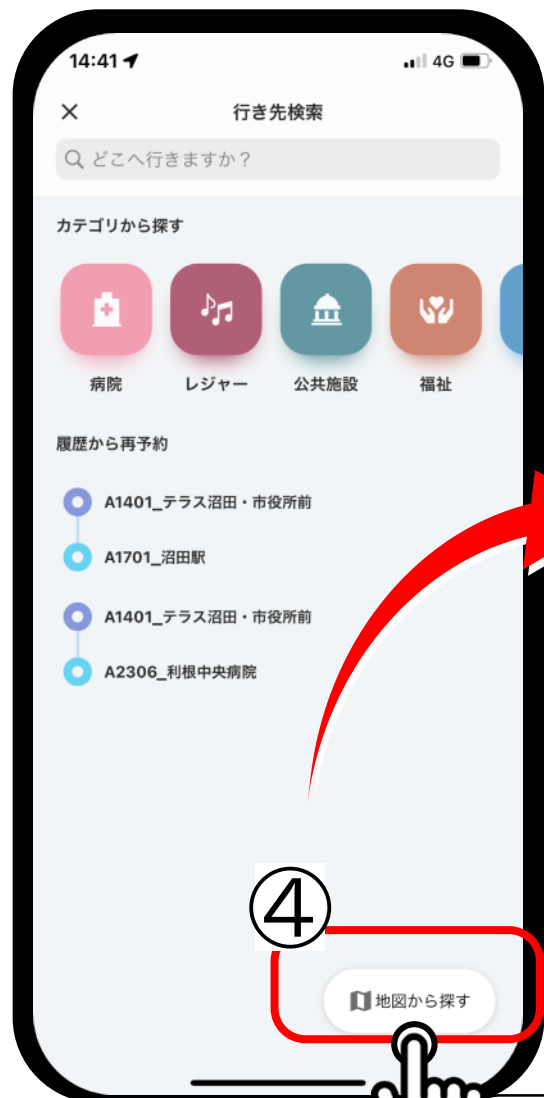 14:41
4G
行き先検索
どこへ行きますか？
カテゴリから探す
病院
レジャー
公共施設
福祉
履歴から再予約
A1401_テラス沼田・市役所前
A1701_沼田駅
A1401_テラス沼田・市役所前
A2306_利根中央病院
④
地図から探す